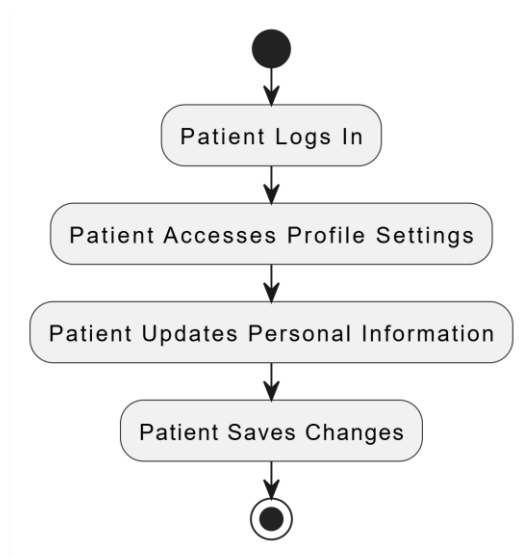 Patient Logs In
Patient Accesses Profile Settings
Patient Updates Personal Information
Patient Saves Changes